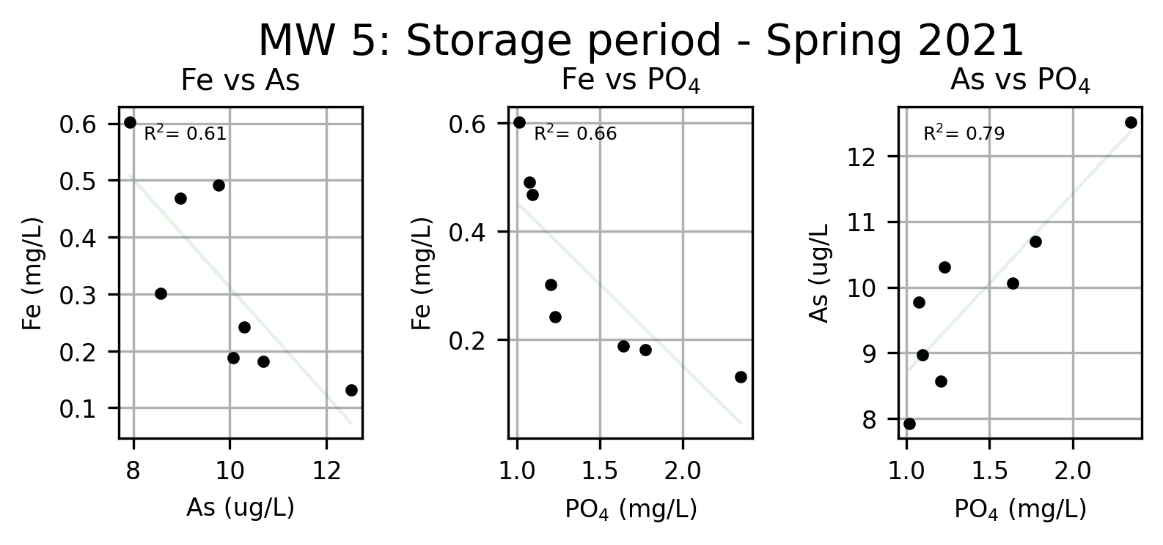 MW 5: Storage period - Spring 2021
Fe vs As
R²= 0.61
Fe (mg/L)
0.6
0.5
0.4
0.3
0.2
0.1
8 10 12
As (ug/L)
Fe vs PO₄
R²= 0.66
Fe (mg/L)
0.6
0.4
0.2
1.0 1.5 2.0
PO₄ (mg/L)
As vs PO₄
R²= 0.79
As (ug/L
12
11
10
9
8
1.0 1.5 2.0
PO₄ (mg/L)